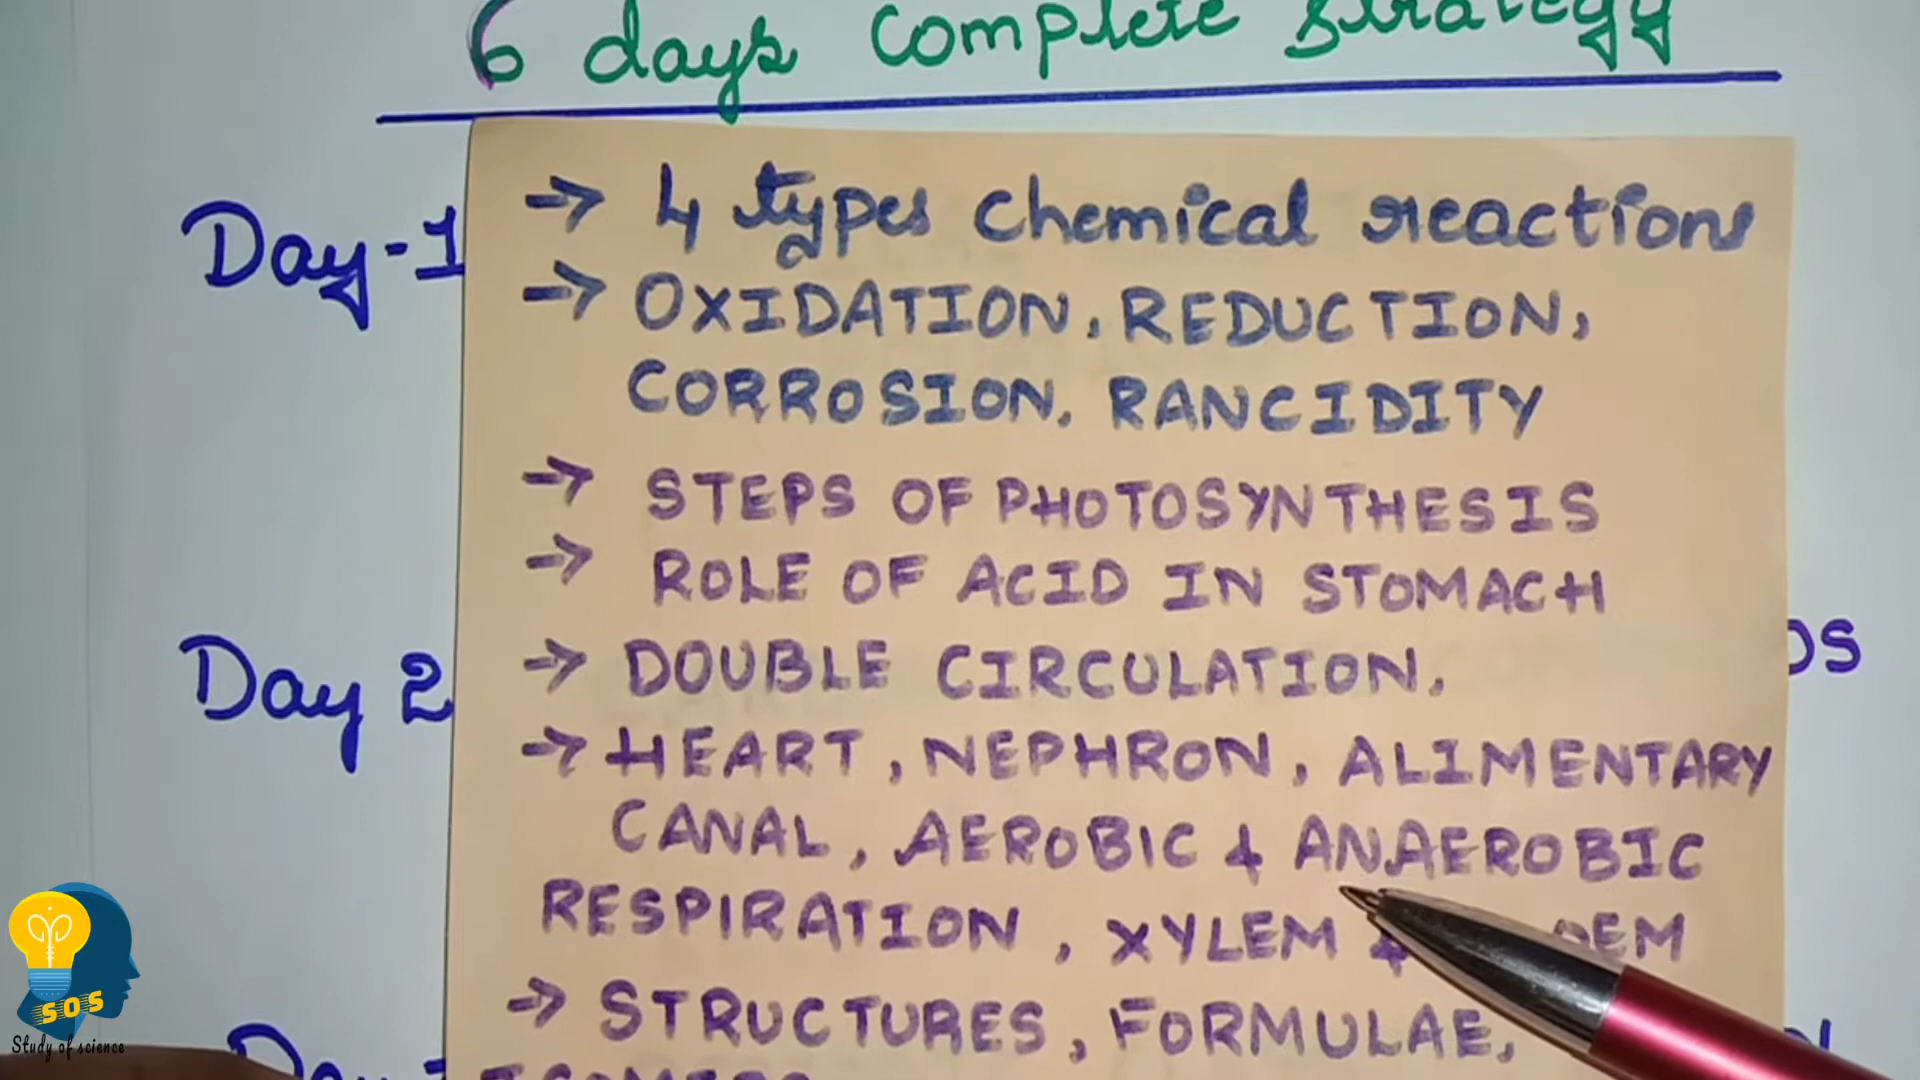 6 days complete strategy
Day-1
→ 4 types chemical reactions
→ OXIDATION, REDUCTION,
CORROSION, RANCIDITY
→ STEPS OF PHOTOSYNTHESIS
→ ROLE OF ACID IN STOMACH
→ DOUBLE CIRCULATION.
Day 2
→ HEART, NEPHRON, ALIMENTARY
CANAL, AEROBIC & ANAEROBIC
RESPIRATION, XYLEM &
→ STRUCTURES, FORMULAE,
SOS
Study of science